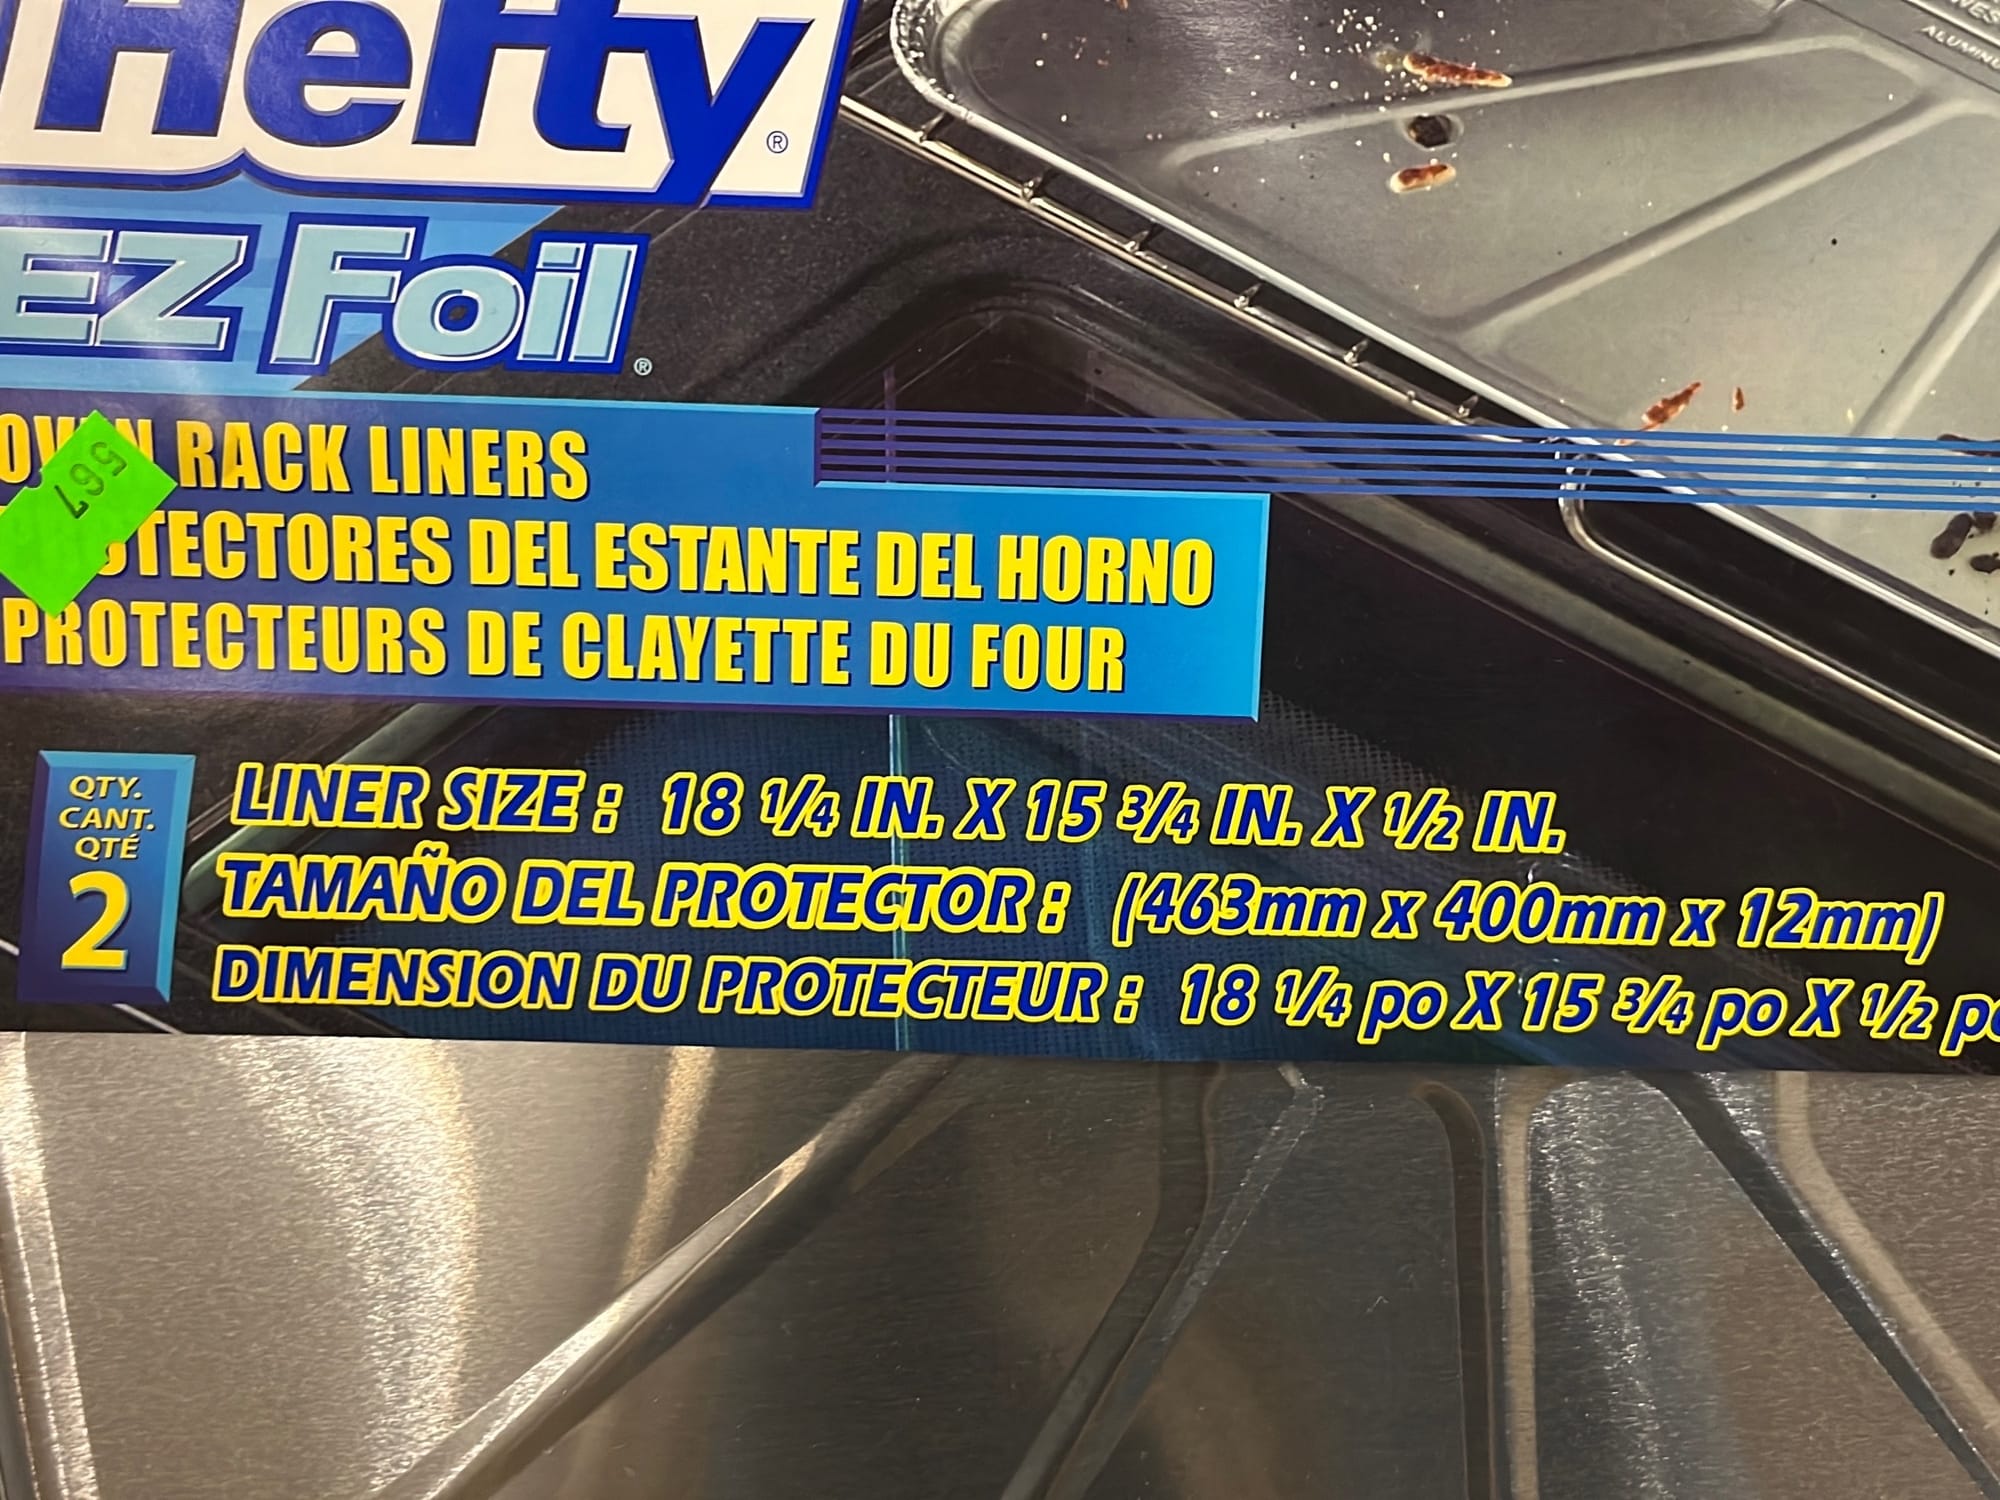 Hefty®
EZ Foil®
OVEN RACK LINERS
567
PROTECTORES DEL ESTANTE DEL HORNO
PROTECTEURS DE CLAYETTE DU FOUR
QTY.
CANT.
QTÉ
2
LINER SIZE : 18 1/4 IN. X 15 3/4 IN. X 1/2 IN.
TAMAÑO DEL PROTECTOR : (463mm x 400mm x 12mm)
DIMENSION DU PROTECTEUR : 18 1/4 po X 15 3/4 po X 1/2 po